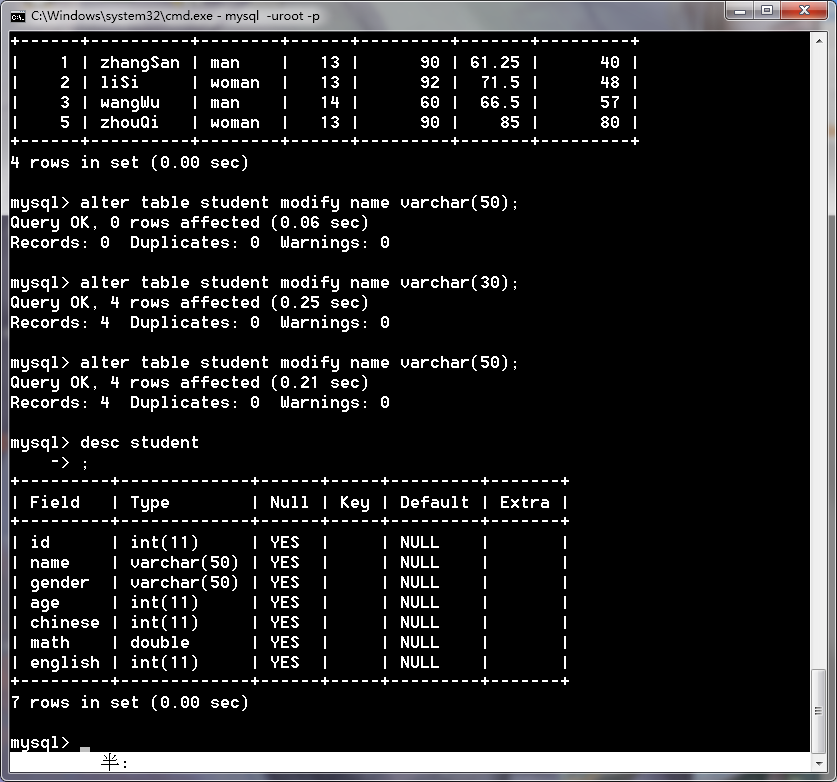 C:\Windows\system32\cmd.exe - mysql  -uroot -p
+------+----------+--------+------+---------+-------+---------+
|    1 | zhangSan | man    |   13 |      90 | 61.25 |      40 |
|    2 | liSi     | woman  |   13 |      92 |  71.5 |      48 |
|    3 | wangWu   | man    |   14 |      60 |  66.5 |      57 |
|    5 | zhouQi   | woman  |   13 |      90 |    85 |      80 |
+------+----------+--------+------+---------+-------+---------+
4 rows in set (0.00 sec)
mysql> alter table student modify name varchar(50);
Query OK, 0 rows affected (0.06 sec)
Records: 0  Duplicates: 0  Warnings: 0
mysql> alter table student modify name varchar(30);
Query OK, 4 rows affected (0.25 sec)
Records: 4  Duplicates: 0  Warnings: 0
mysql> alter table student modify name varchar(50);
Query OK, 4 rows affected (0.21 sec)
Records: 4  Duplicates: 0  Warnings: 0
mysql> desc student
    -> ;
+---------+-------------+------+-----+---------+-------+
| Field   | Type        | Null | Key | Default | Extra |
+---------+-------------+------+-----+---------+-------+
| id      | int(11)     | YES  |     | NULL    |       |
| name    | varchar(50) | YES  |     | NULL    |       |
| gender  | varchar(50) | YES  |     | NULL    |       |
| age     | int(11)     | YES  |     | NULL    |       |
| chinese | int(11)     | YES  |     | NULL    |       |
| math    | double      | YES  |     | NULL    |       |
| english | int(11)     | YES  |     | NULL    |       |
+---------+-------------+------+-----+---------+-------+
7 rows in set (0.00 sec)
mysql> _
半: